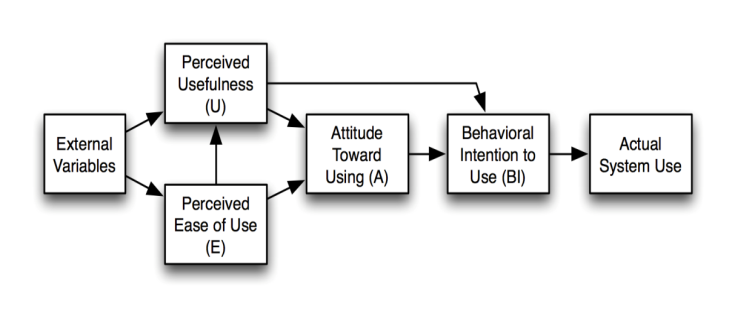 External
Variables
Perceived
Usefulness
(U)
Perceived
Ease of Use
(E)
Attitude
Toward
Using (A)
Behavioral
Intention to
Use (BI)
Actual
System Use